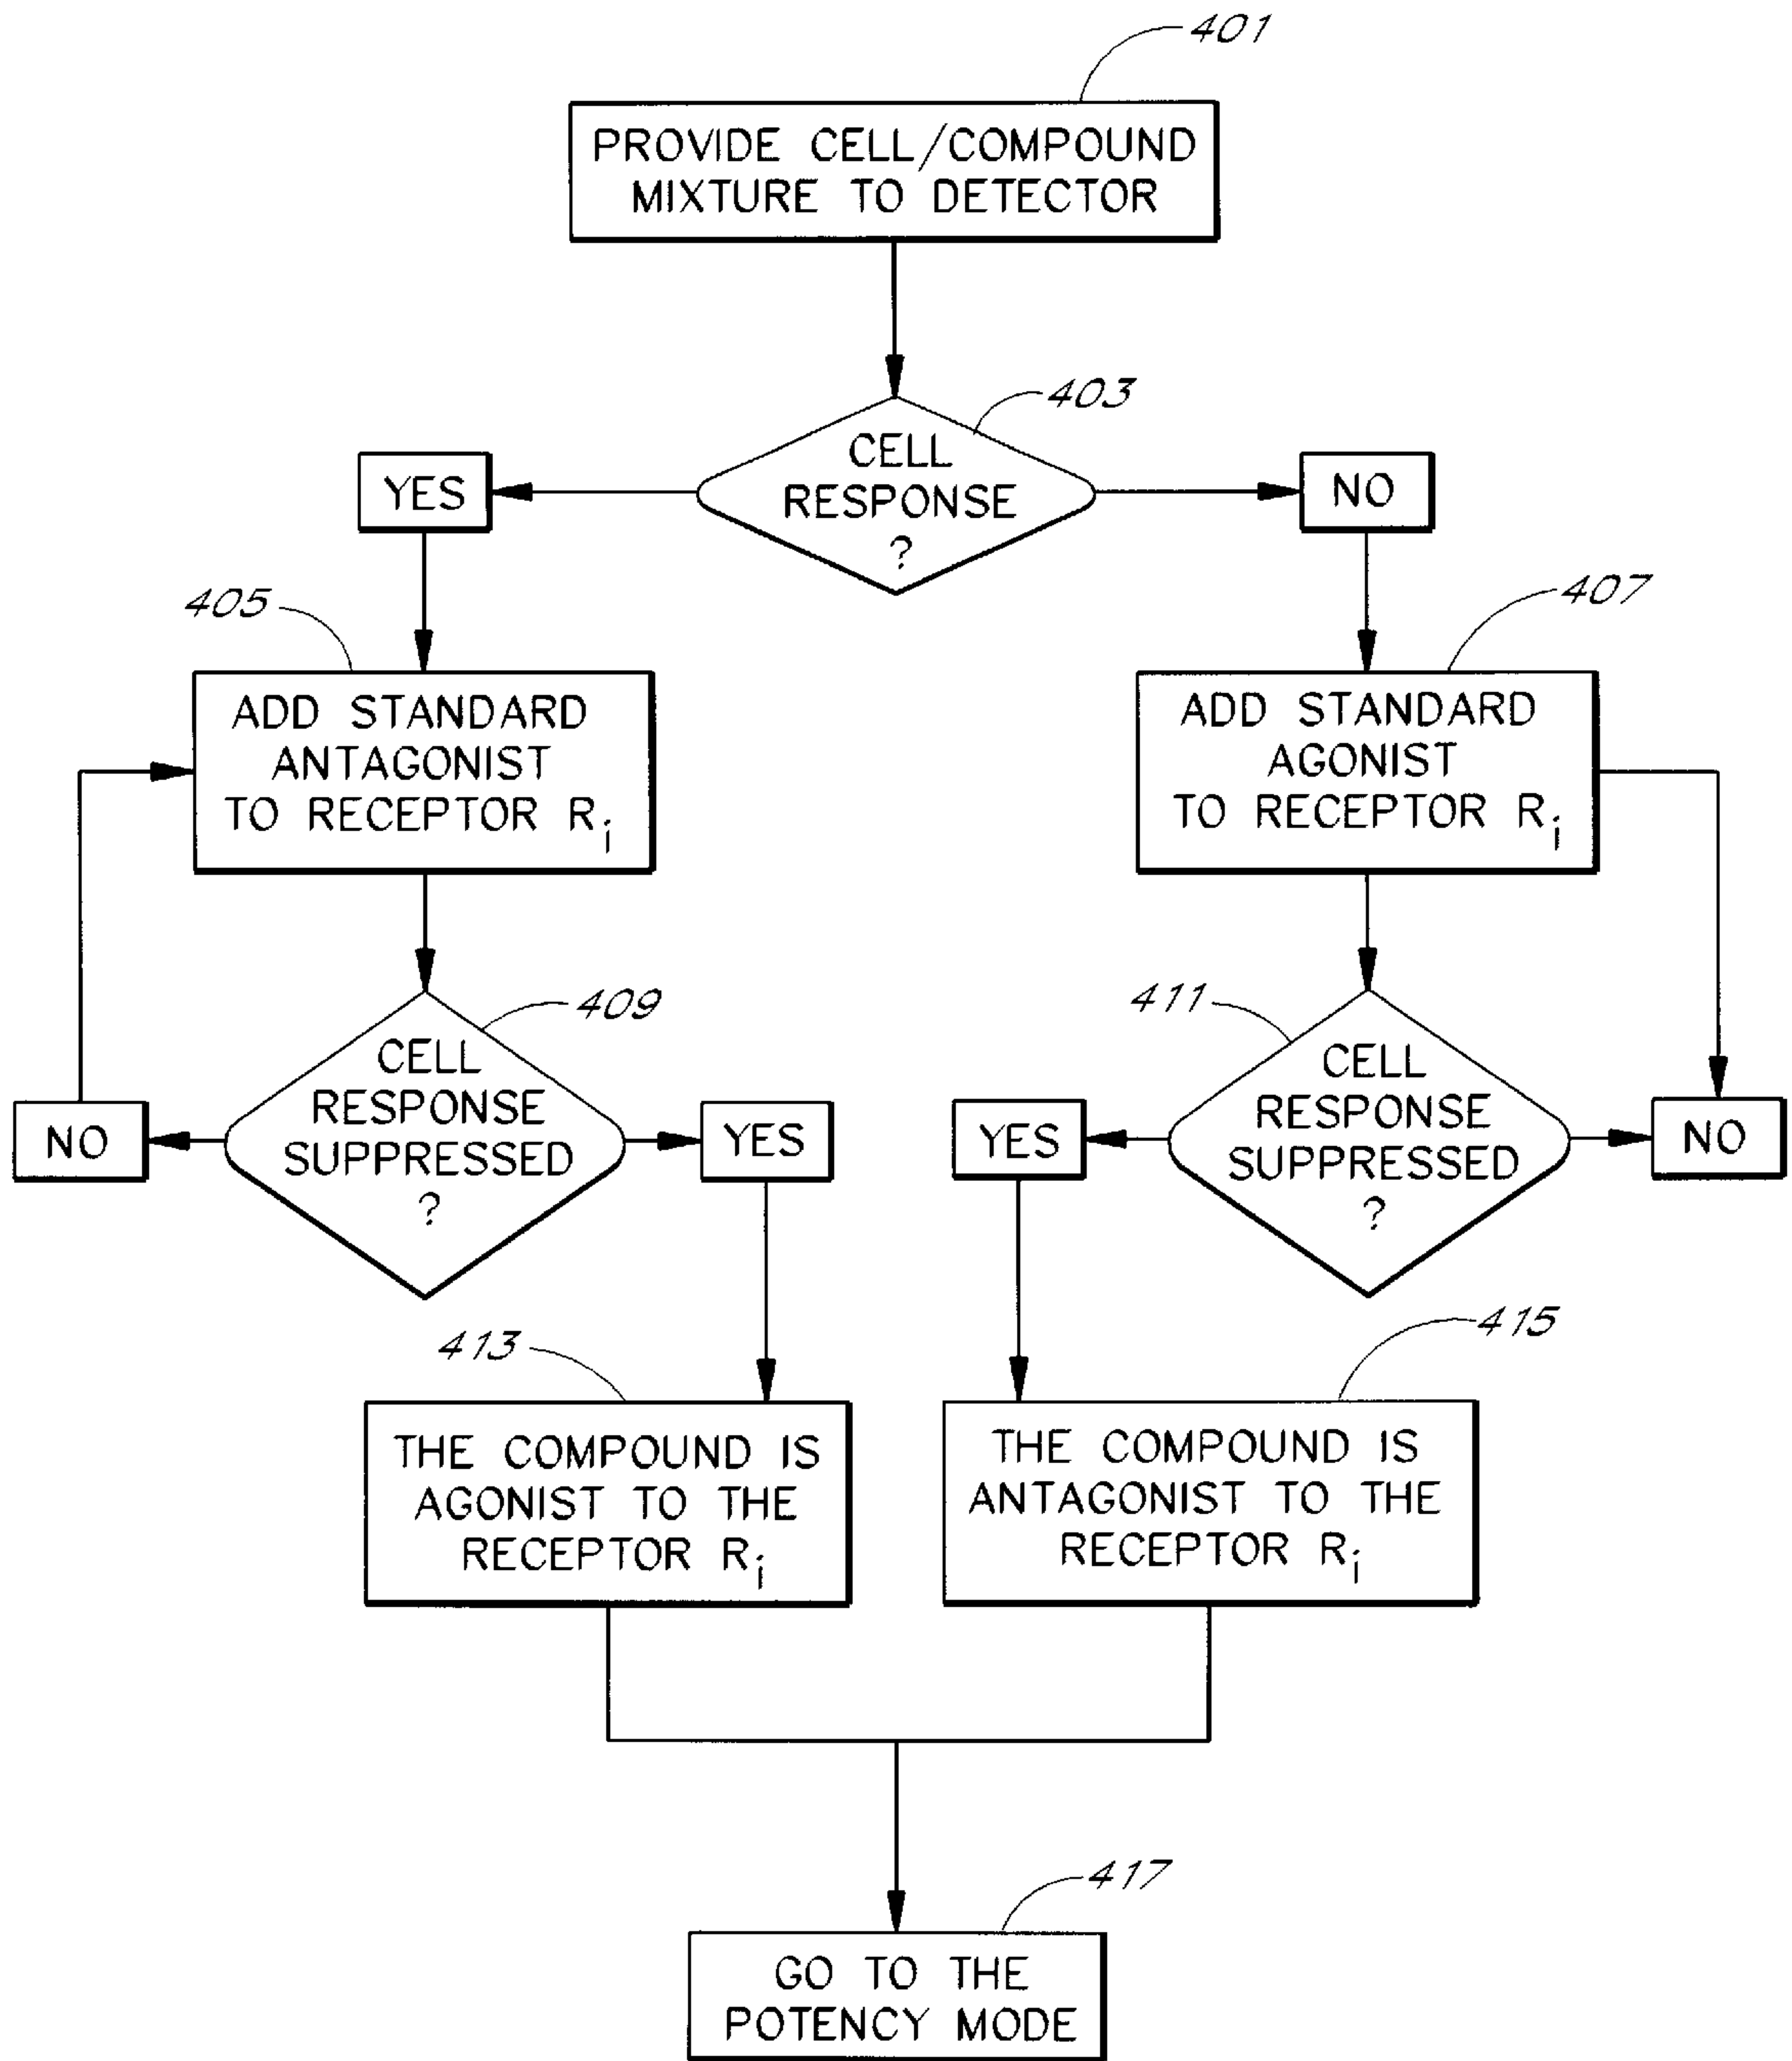 401
PROVIDE CELL/COMPOUND
MIXTURE TO DETECTOR
403
CELL
RESPONSE
?
YES
NO
405
ADD STANDARD
ANTAGONIST
TO RECEPTOR Ri
407
ADD STANDARD
AGONIST
TO RECEPTOR Ri
409
CELL
RESPONSE
SUPPRESSED
?
NO
YES
411
CELL
RESPONSE
SUPPRESSED
?
YES
NO
413
THE COMPOUND IS
AGONIST TO THE
RECEPTOR Ri
415
THE COMPOUND IS
ANTAGONIST TO THE
RECEPTOR Ri
417
GO TO THE
POTENCY MODE